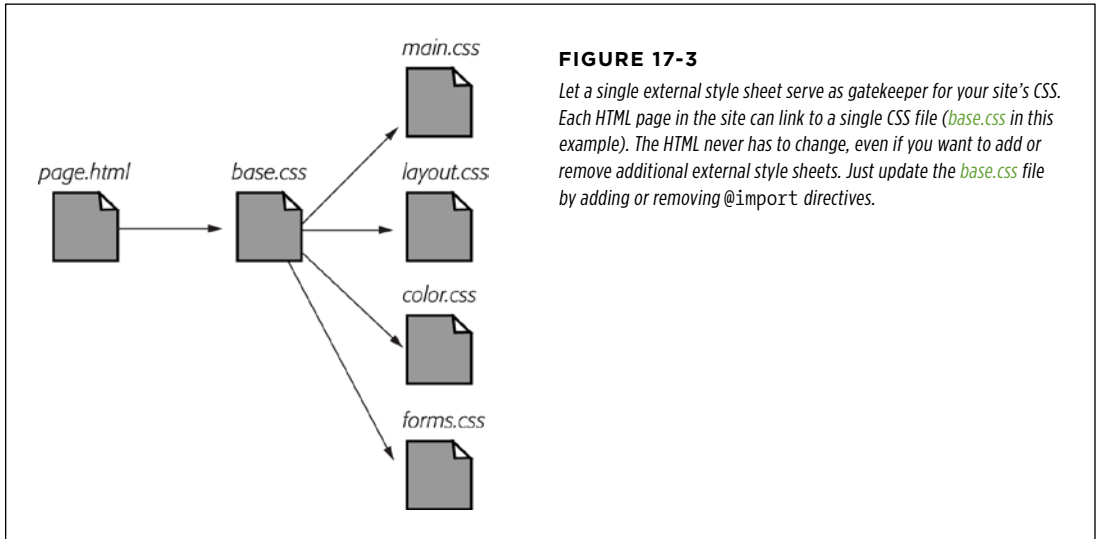 main.css
page.html
base.css
layout.css
color.css
forms.css
FIGURE 17-3
Let a single external style sheet serve as gatekeeper for your site's CSS.
Each HTML page in the site can link to a single CSS file (base.css in this
example). The HTML never has to change, even if you want to add or
remove additional external style sheets. Just update the base.css file
by adding or removing @import directives.